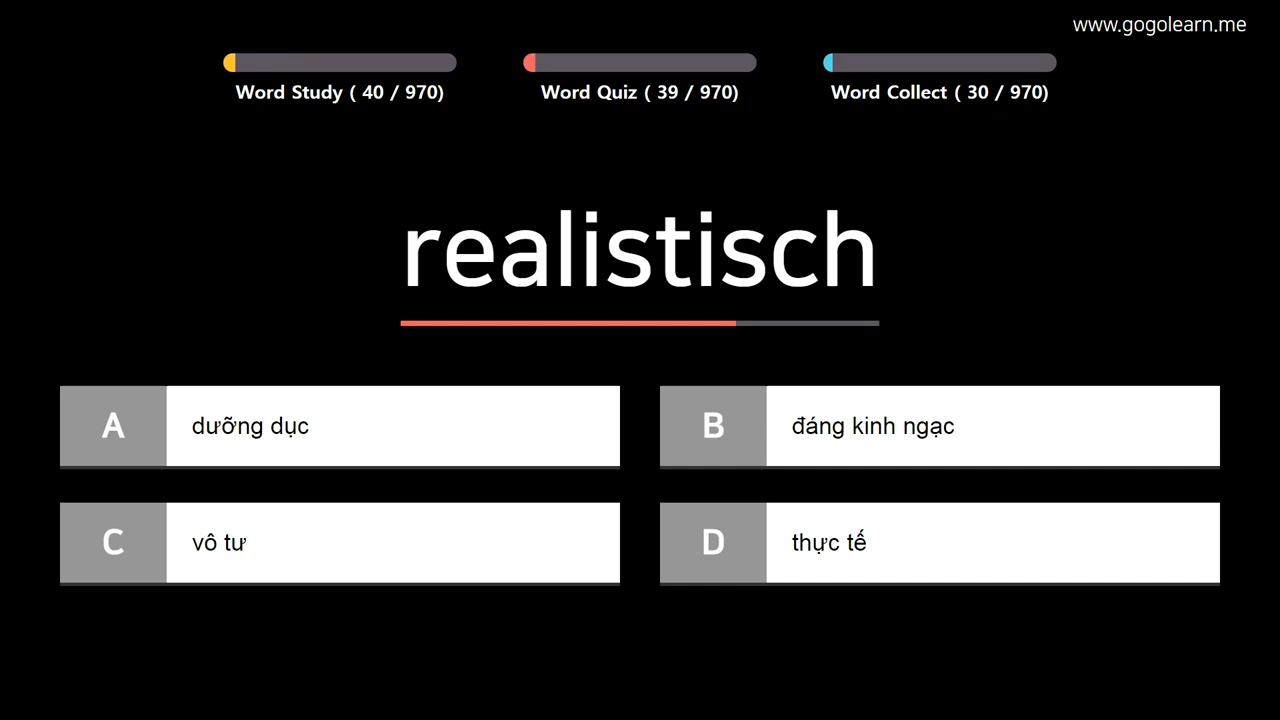 www.gogolearn.me
Word Study ( 40 / 970)
Word Quiz ( 39 / 970)
Word Collect ( 30 / 970)
realistisch
A dưỡng dục
B đáng kinh ngạc
C vô tư
D thực tế